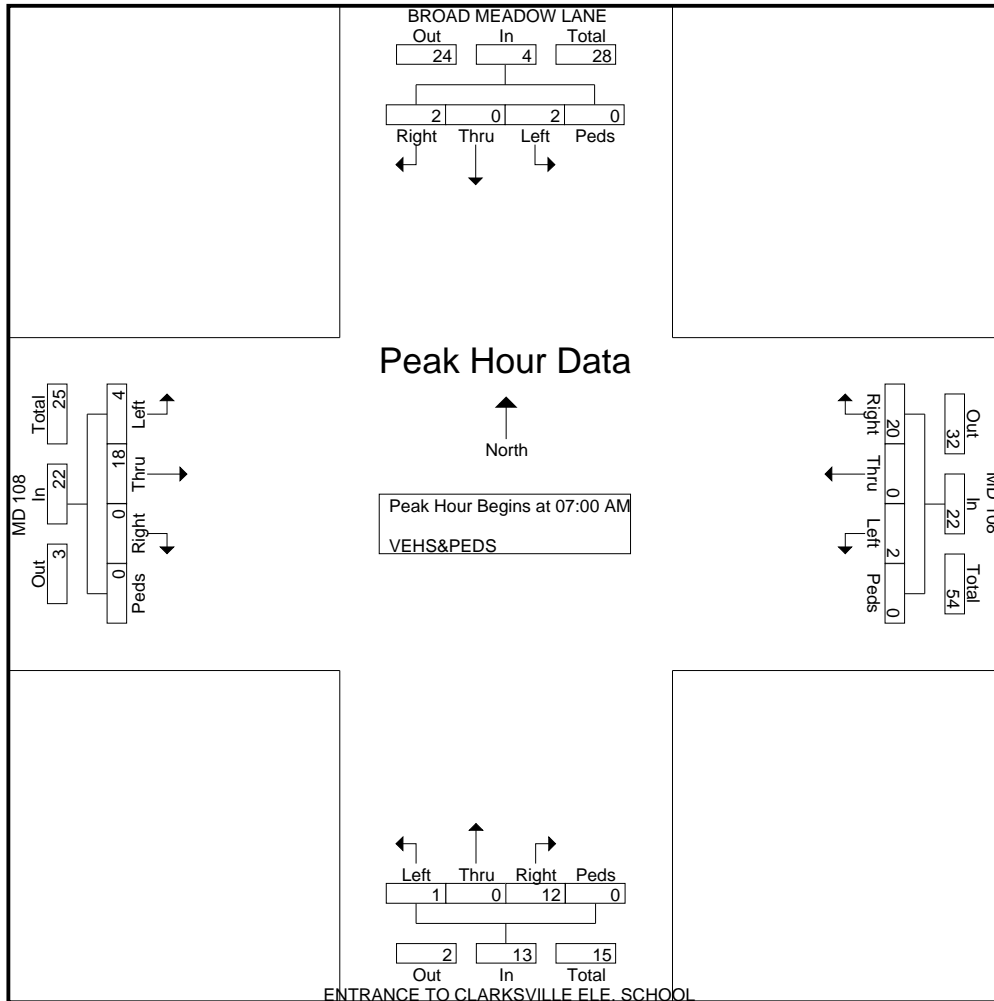 BROAD MEADOW LANE
Out In Total
24 4 28
2 0 2 0
Right Thru Left Peds
Peak Hour Data
North
Peak Hour Begins at 07:00 AM
VEHS&PEDS
MD 108
Total In Out
25 22 3
4 18 0 0
Left Thru Right Peds
MD 108
Out In Total
32 22 54
20 0 2 0
Right Thru Left Peds
Left Thru Right Peds
1 0 12 0
2 13 15
Out In Total
ENTRANCE TO CLARKSVILLE ELE. SCHOOL